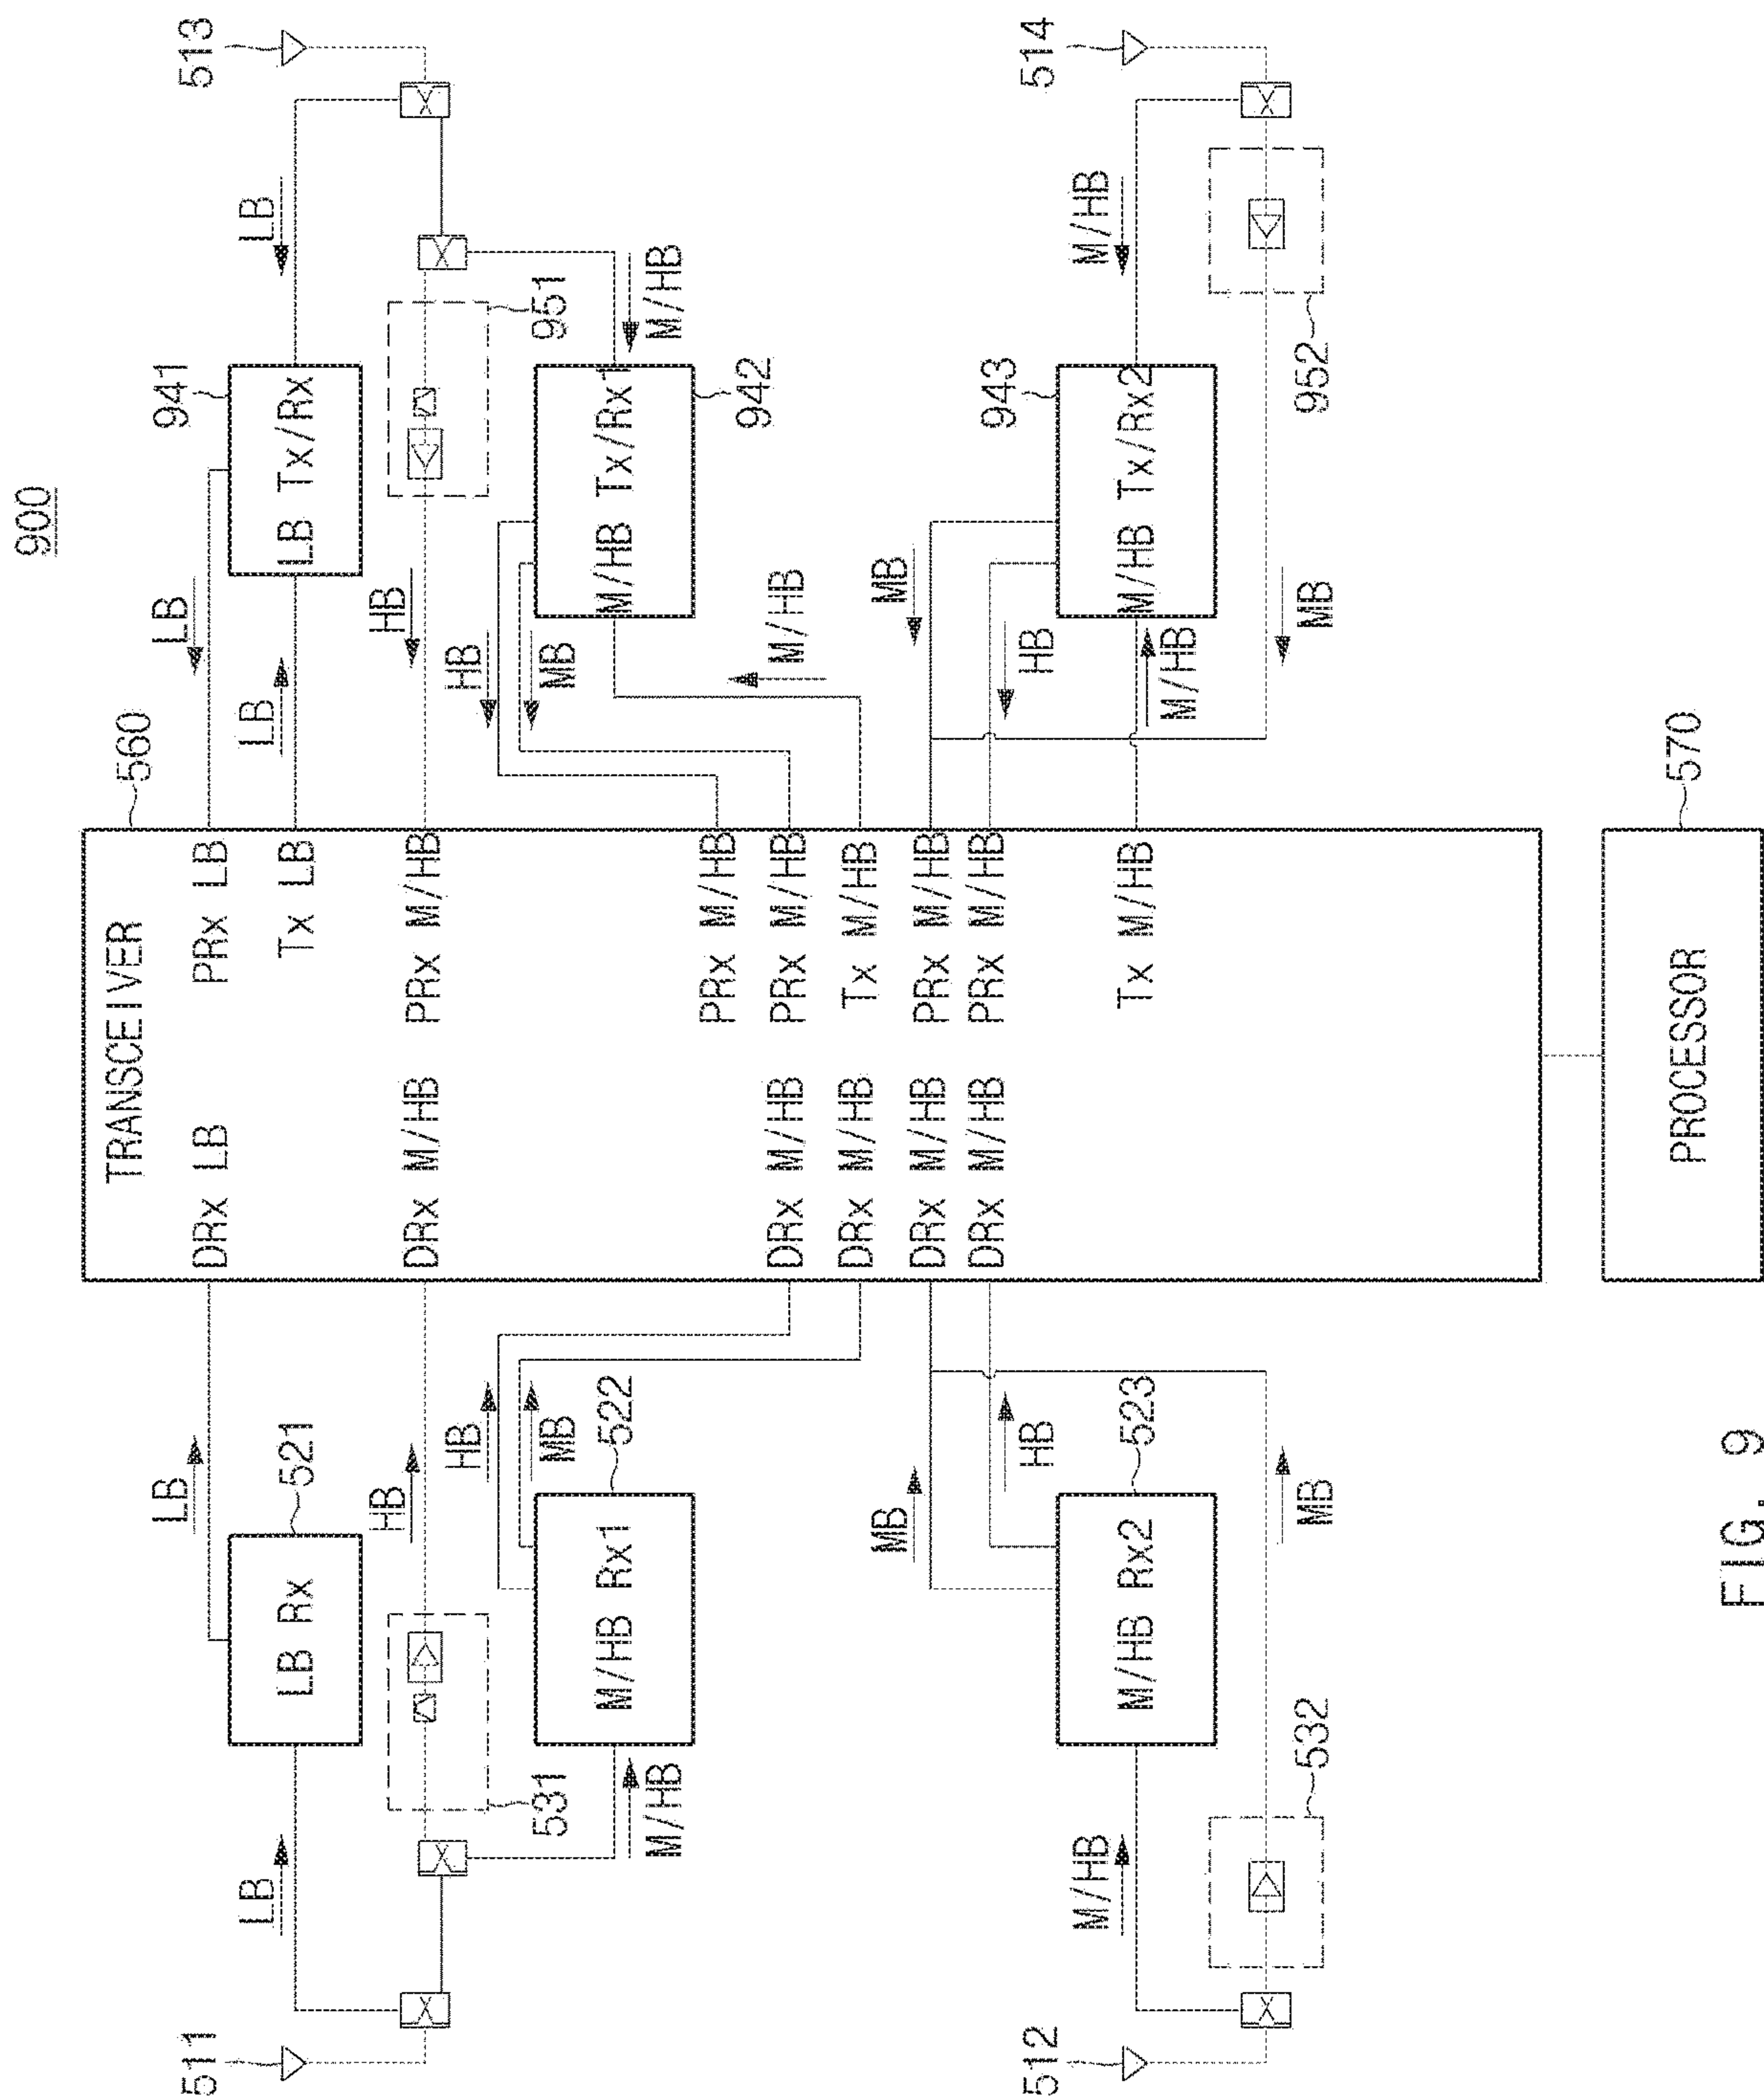 900
511
512
513
514
LB
LB
521
LB Rx
HB
531
M/HB
HB
MB
522
M/HB Rx1
M/HB
MB
HB
523
M/HB Rx2
MB
532
560
TRANSCEIVER
DRx LB
PRx LB
Tx LB
DRx M/HB
PRx M/HB
PRx M/HB
DRx M/HB
PRx M/HB
DRx M/HB
Tx M/HB
DRx M/HB
PRx M/HB
DRx M/HB
PRx M/HB
Tx M/HB
570
PROCESSOR
LB
LB
LB
941
LB Tx/Rx
HB
951
HB
MB
M/HB
M/HB
942
M/HB Tx/Rx1
MB
HB
M/HB
M/HB
943
M/HB Tx/Rx2
MB
952
FIG. 9